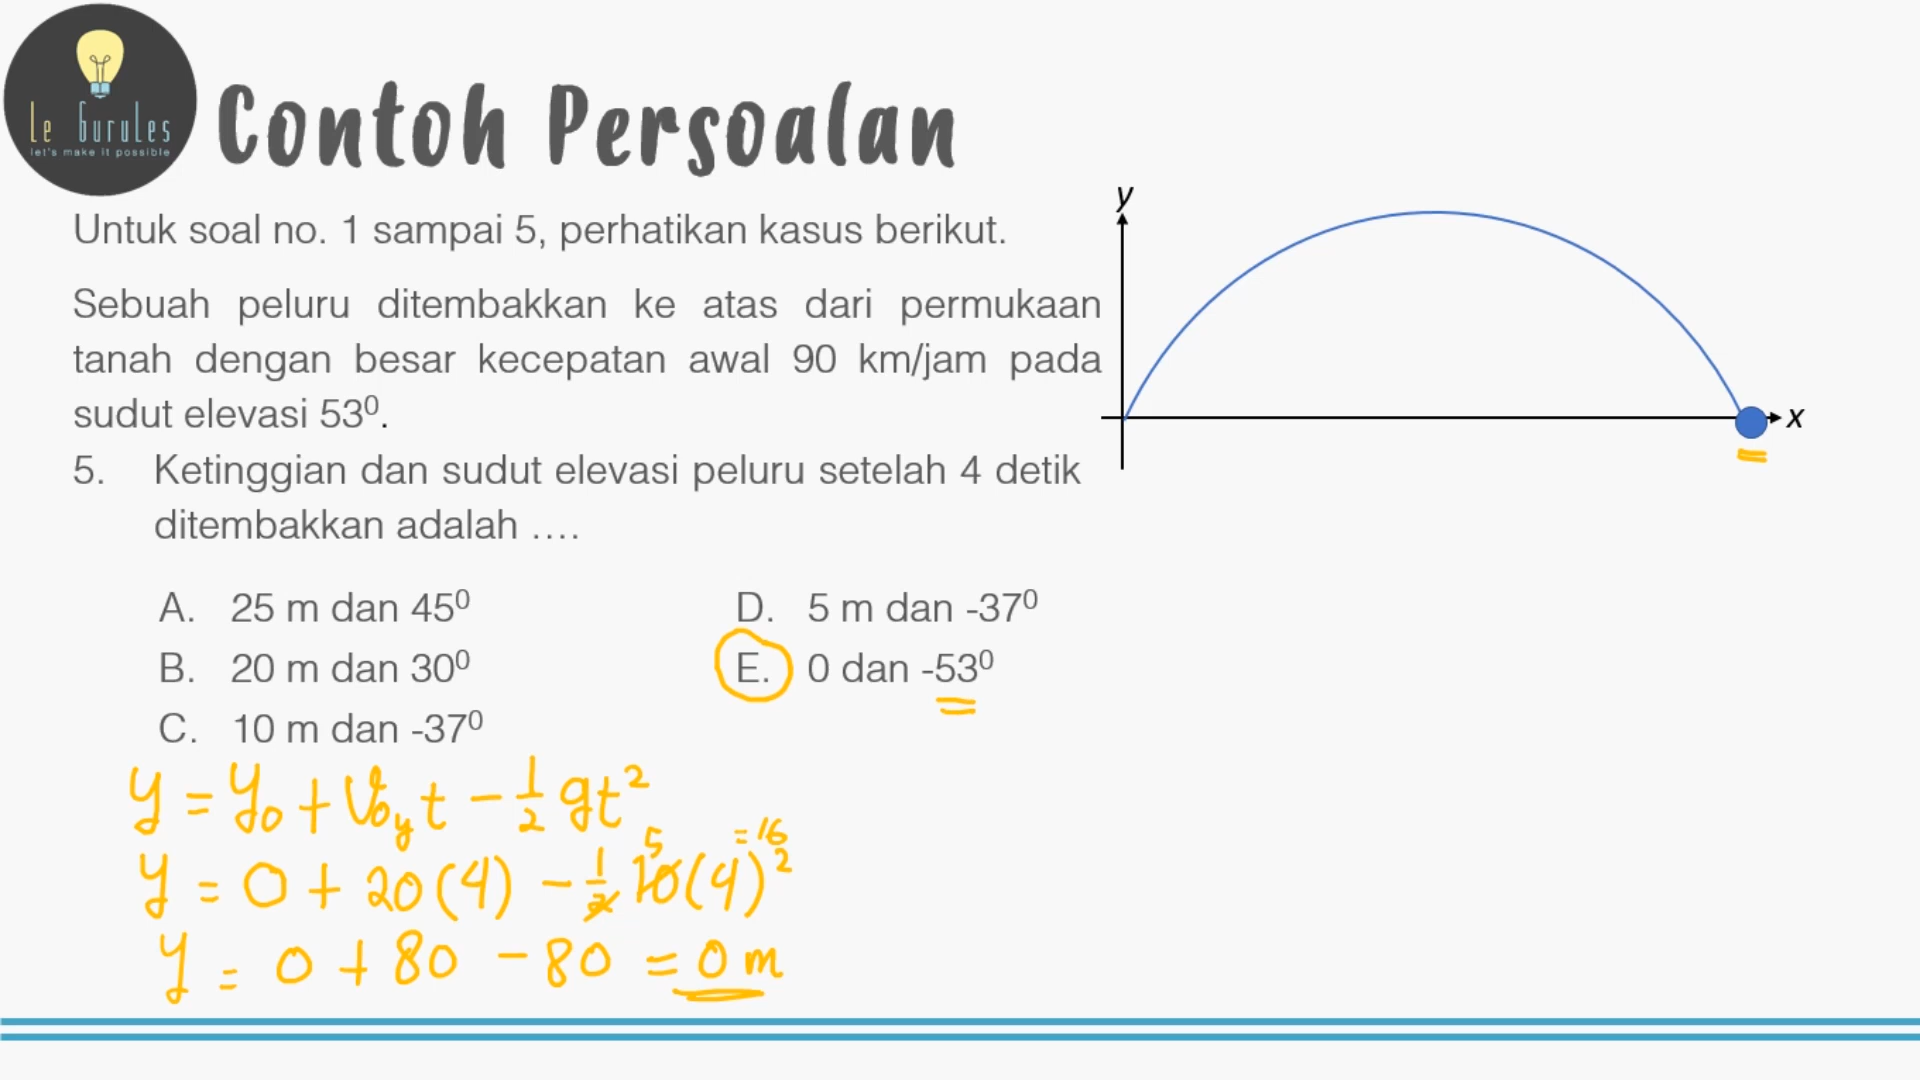 le gurules
let's make it possible
Contoh Persoalan
Untuk soal no. 1 sampai 5, perhatikan kasus berikut.
Sebuah peluru ditembakkan ke atas dari permukaan
tanah dengan besar kecepatan awal 90 km/jam pada
sudut elevasi 53⁰.
5. Ketinggian dan sudut elevasi peluru setelah 4 detik
ditembakkan adalah ….
A. 25 m dan 45⁰
B. 20 m dan 30⁰
C. 10 m dan -37⁰
D. 5 m dan -37⁰
E. 0 dan -53⁰
y = y₀ + v₀y t - 1/2 gt²
y = 0 + 20(4) - 1/2 10(4)²
5
= 16
y = 0 + 80 - 80 = 0 m
y
x